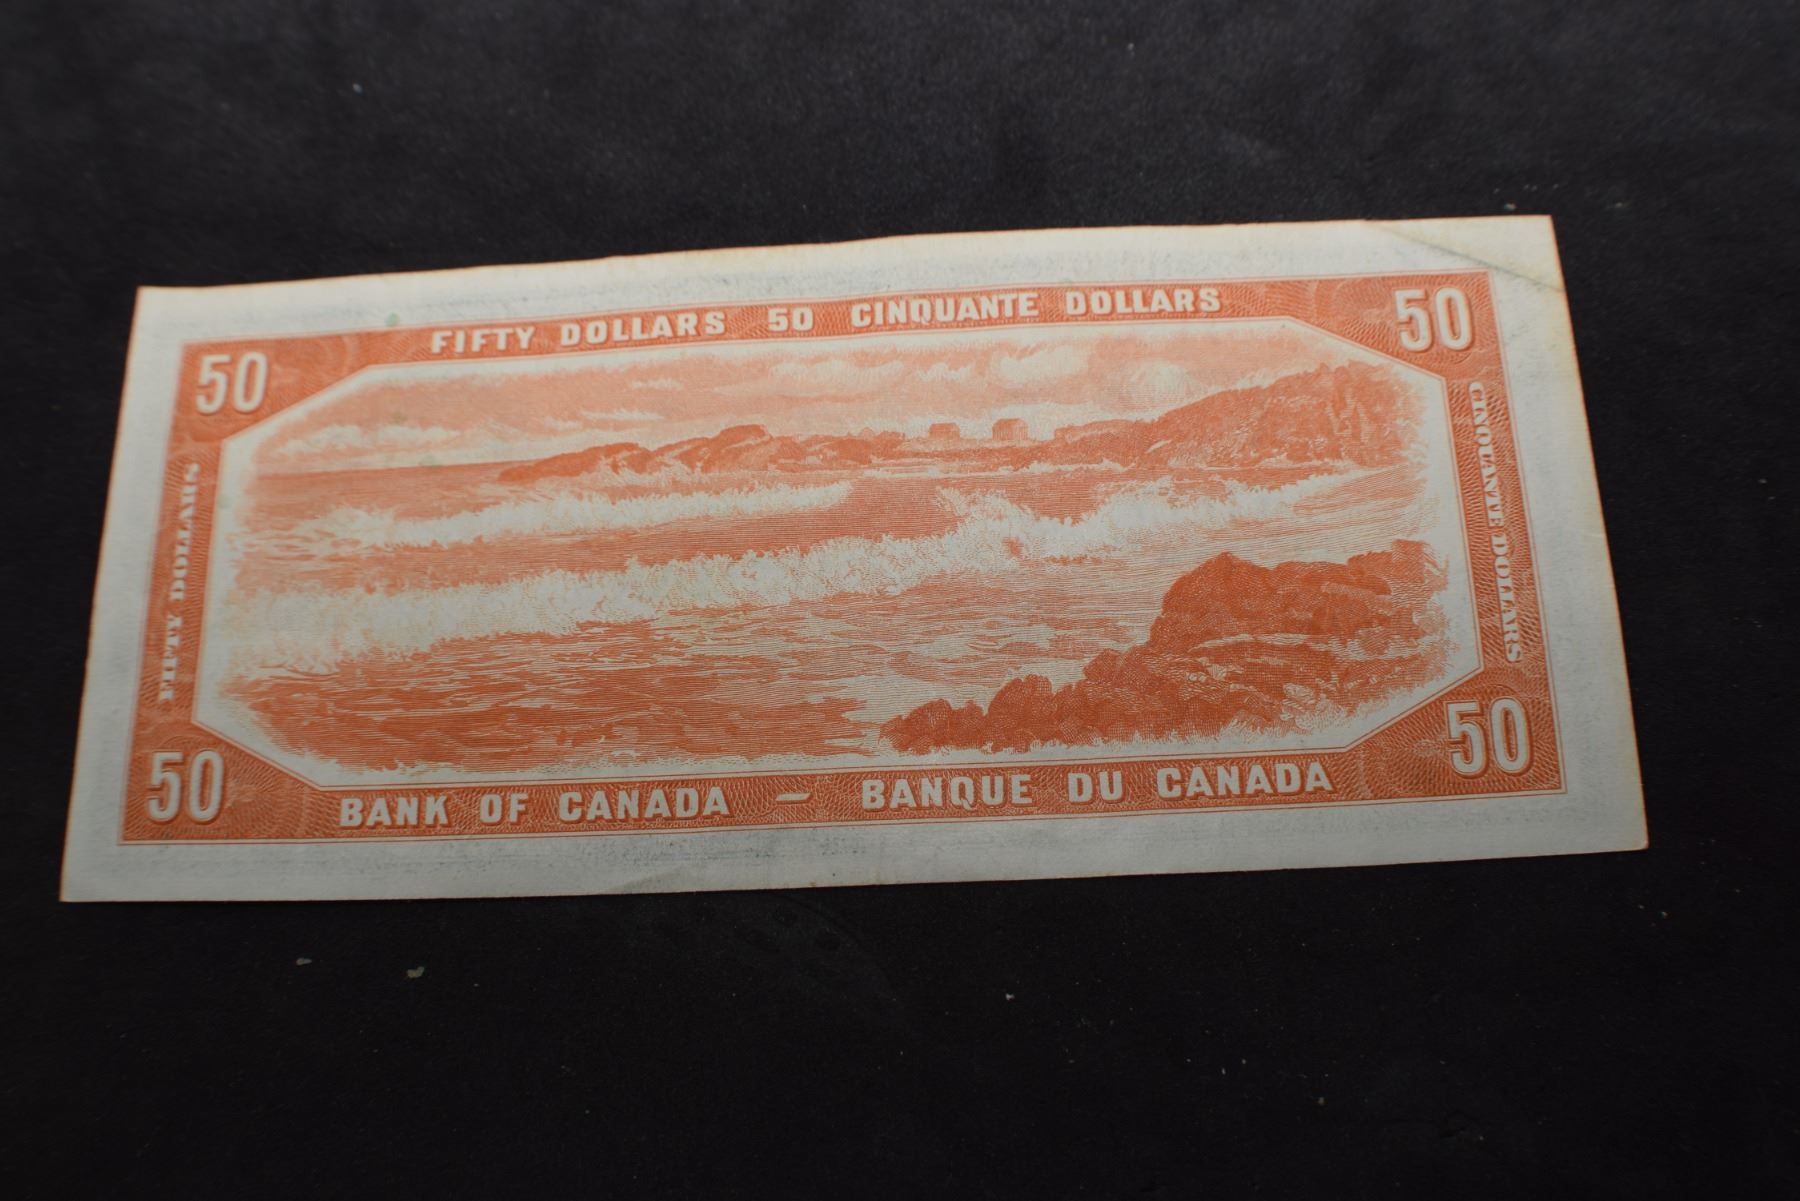 FIFTY DOLLARS 50 CINQUANTE DOLLARS
50
50
FIFTY DOLLARS
CINQUANTE DOLLARS
50
50
BANK OF CANADA — BANQUE DU CANADA